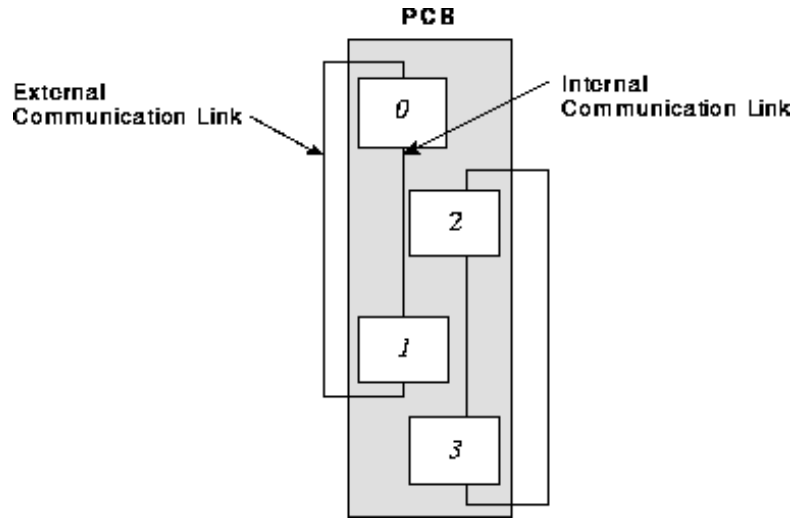 PCB
External
Communication Link
Internal
Communication Link
0
2
1
3